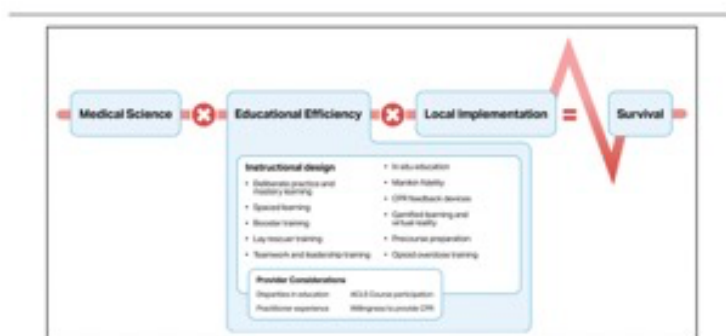 Medical Science
Educational Efficiency
Local Implementation
=
Survival
Instructional design
• Deliberate practice and
mastery learning
• Spaced learning
• Booster training
• Lay rescuer training
• Teamwork and leadership training
• In situ education
• Manikin fidelity
• CPR feedback devices
• Gamified learning and
virtual reality
• Precourse preparation
• Opioid overdose training
Provider Considerations
Disparities in education
ACLS Course participation
Practitioner experience
Willingness to provide CPR